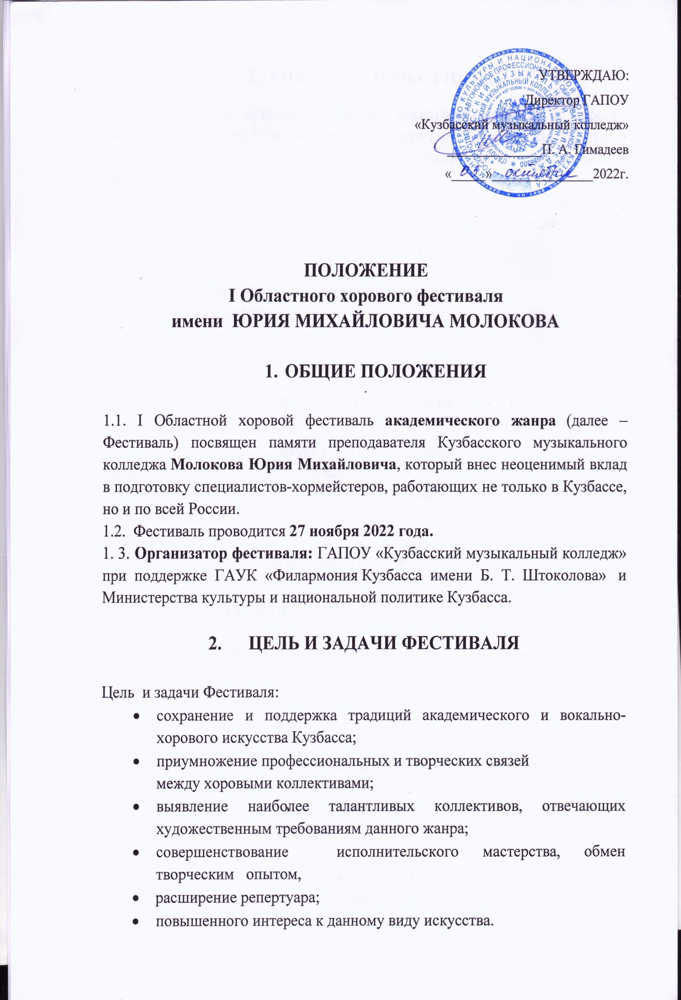 УТВЕРЖДАЮ:
Директор ГАПОУ
«Кузбасский музыкальный колледж»
П. А. Гимадеев
«03» октября 2022г.
ПОЛОЖЕНИЕ
I Областного хорового фестиваля
имени ЮРИЯ МИХАЙЛОВИЧА МОЛОКОВА
1. ОБЩИЕ ПОЛОЖЕНИЯ
1.1. I Областной хоровой фестиваль академического жанра (далее –
Фестиваль) посвящен памяти преподавателя Кузбасского музыкального
колледжа Молокова Юрия Михайловича, который внес неоценимый вклад
в подготовку специалистов-хормейстеров, работающих не только в Кузбассе,
но и по всей России.
1.2. Фестиваль проводится 27 ноября 2022 года.
1. 3. Организатор фестиваля: ГАПОУ «Кузбасский музыкальный колледж»
при поддержке ГАУК «Филармония Кузбасса имени Б. Т. Штоколова» и
Министерства культуры и национальной политике Кузбасса.
2. ЦЕЛЬ И ЗАДАЧИ ФЕСТИВАЛЯ
Цель и задачи Фестиваля:
• сохранение и поддержка традиций академического и вокально-
хорового искусства Кузбасса;
• приумножение профессиональных и творческих связей
между хоровыми коллективами;
• выявление наиболее талантливых коллективов, отвечающих
художественным требованиям данного жанра;
• совершенствование исполнительского мастерства, обмен
творческим опытом,
• расширение репертуара;
• повышенного интереса к данному виду искусства.